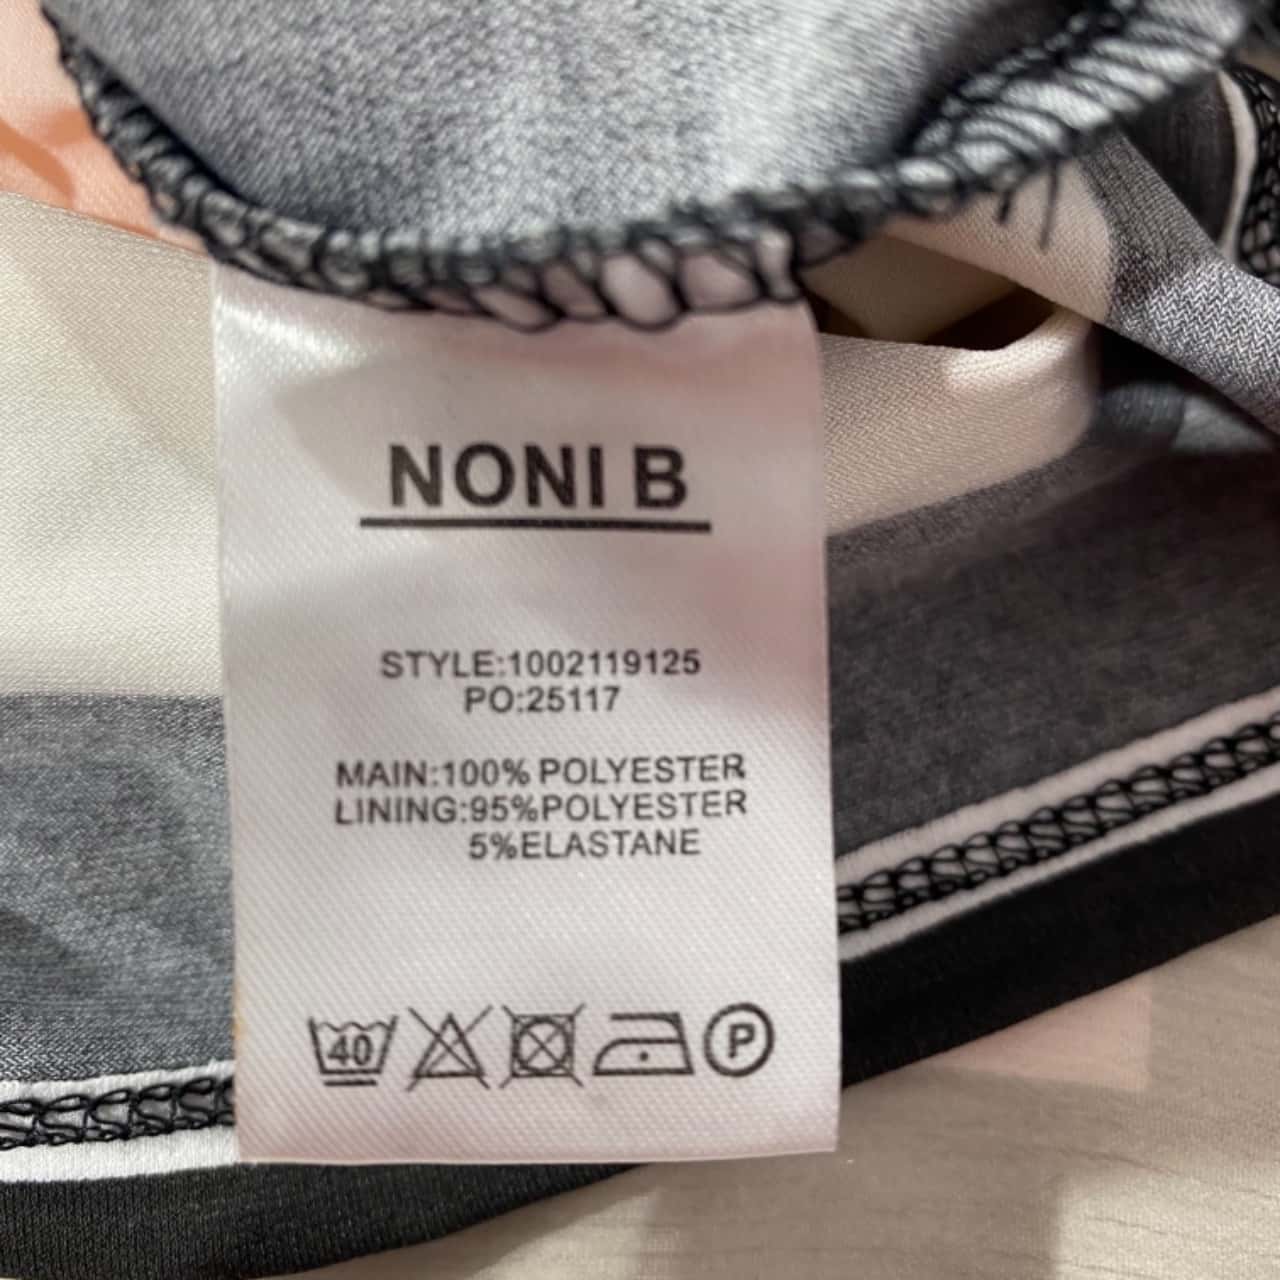 NONI B
STYLE:1002119125
PO:25117
MAIN:100% POLYESTER
LINING:95%POLYESTER
5%ELASTANE
40 P